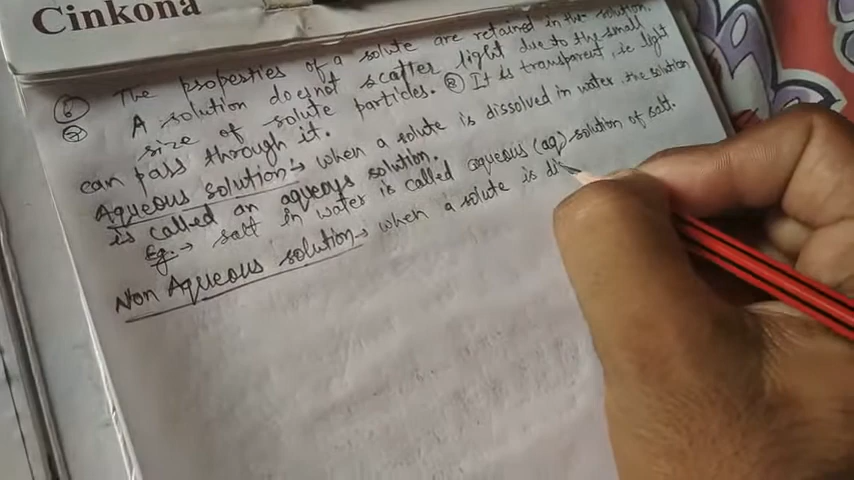 Cinkona
⑥ The properties of a solute are retained in the solution.
⑦ A solution does not scatter light due to the small
size of solute particles. ⑧ It is transparent, ie light
can pass through it.
Aqueous solution:→ when a solute is dissolved in water, the solution
is called an aqueous solution.
Eg.→ salt in water is called aqueous (aq) solution of salt.
Non Aqueous solution→ when a solute is di